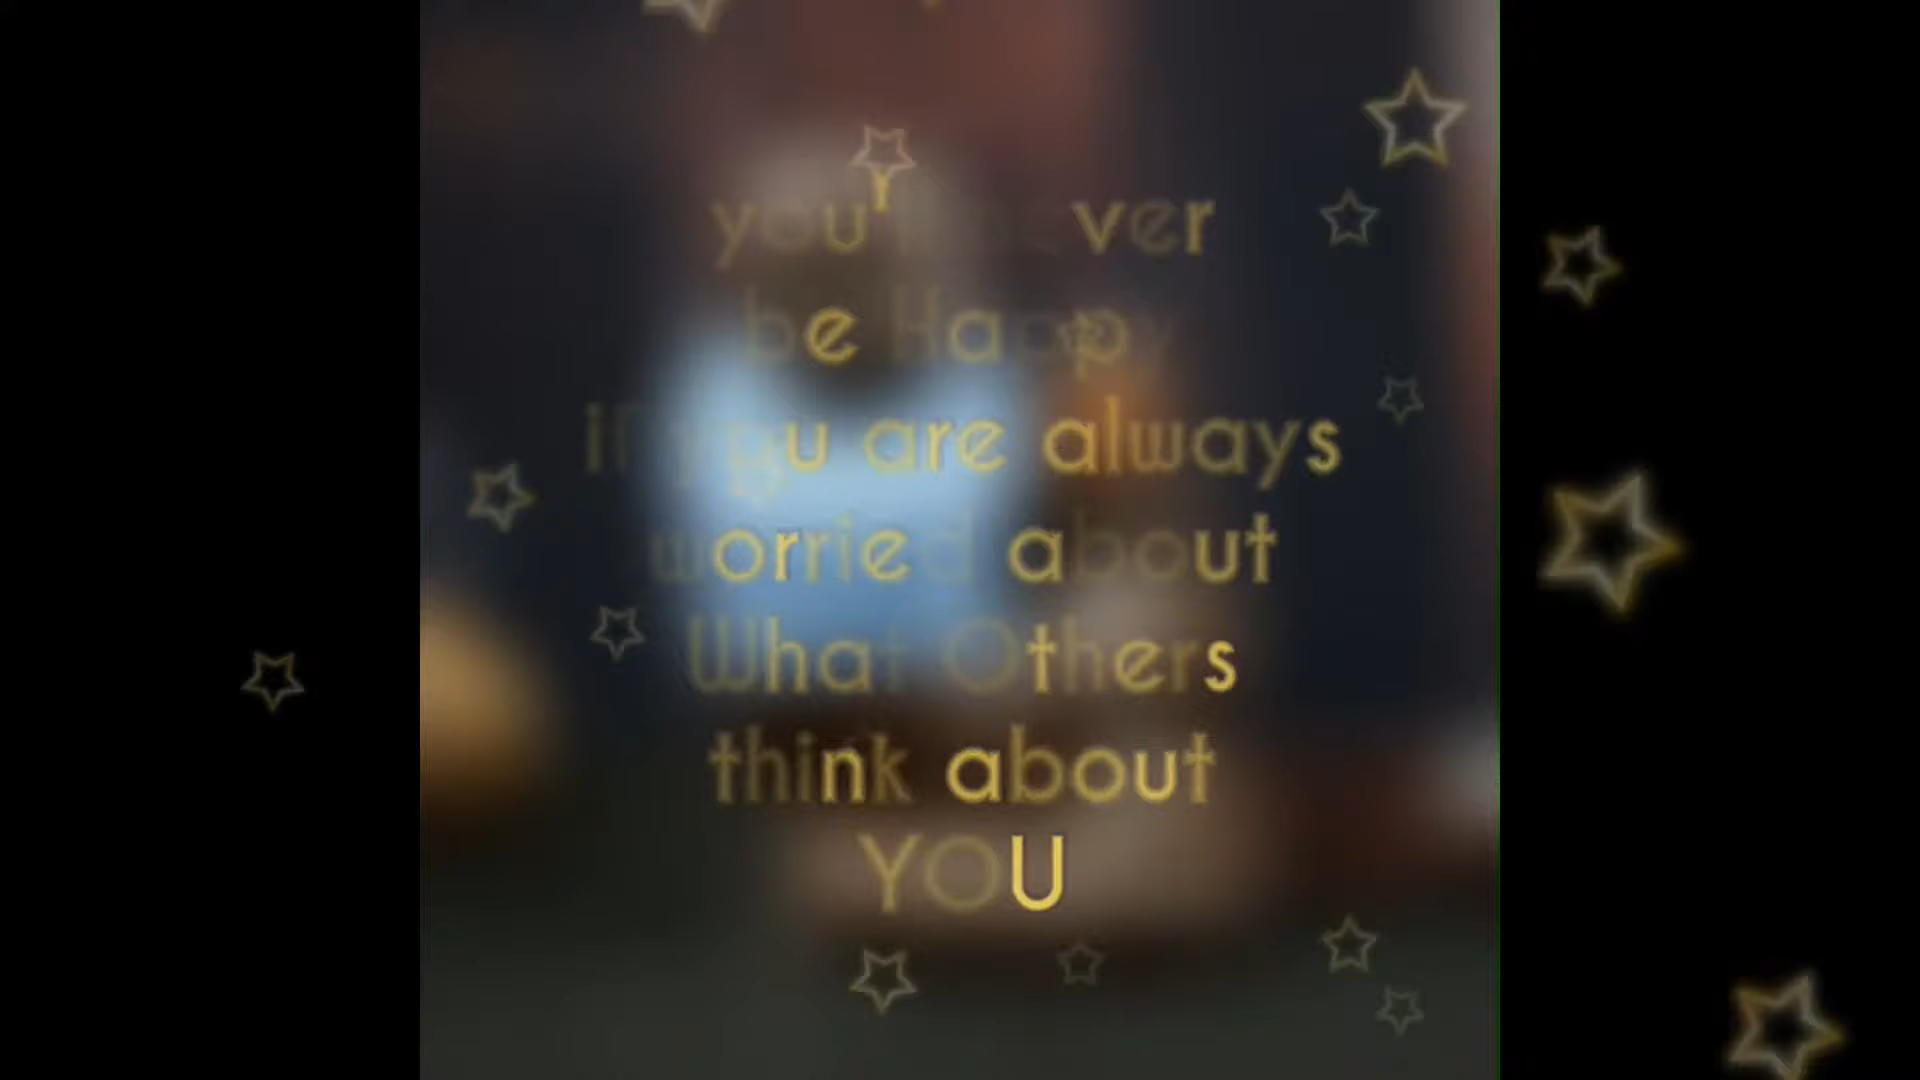 you'll never
be Happy
if you are always
worried about
What Others
think about
YOU